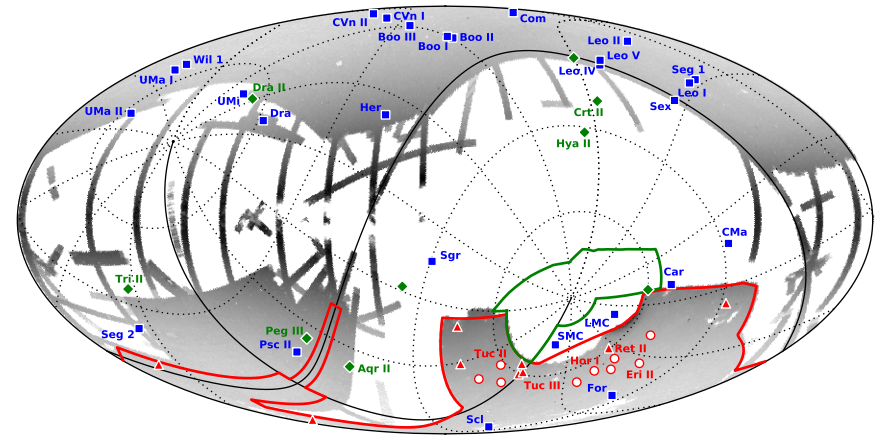 Com
CVn I
CVn II
Boo III
Boo I
Boo II
Leo II
Leo V
Leo IV
Wil 1
UMa I
Seg 1
Leo I
Dra II
UMi
Sex
Crt II
UMa II
Her
Dra
Hya II
CMa
Sgr
Car
Tri II
LMC
Seg 2
Peg III
SMC
Psc II
Tuc II
Hor I
Ret II
Aqr II
Eri II
Tuc III
For
Scl